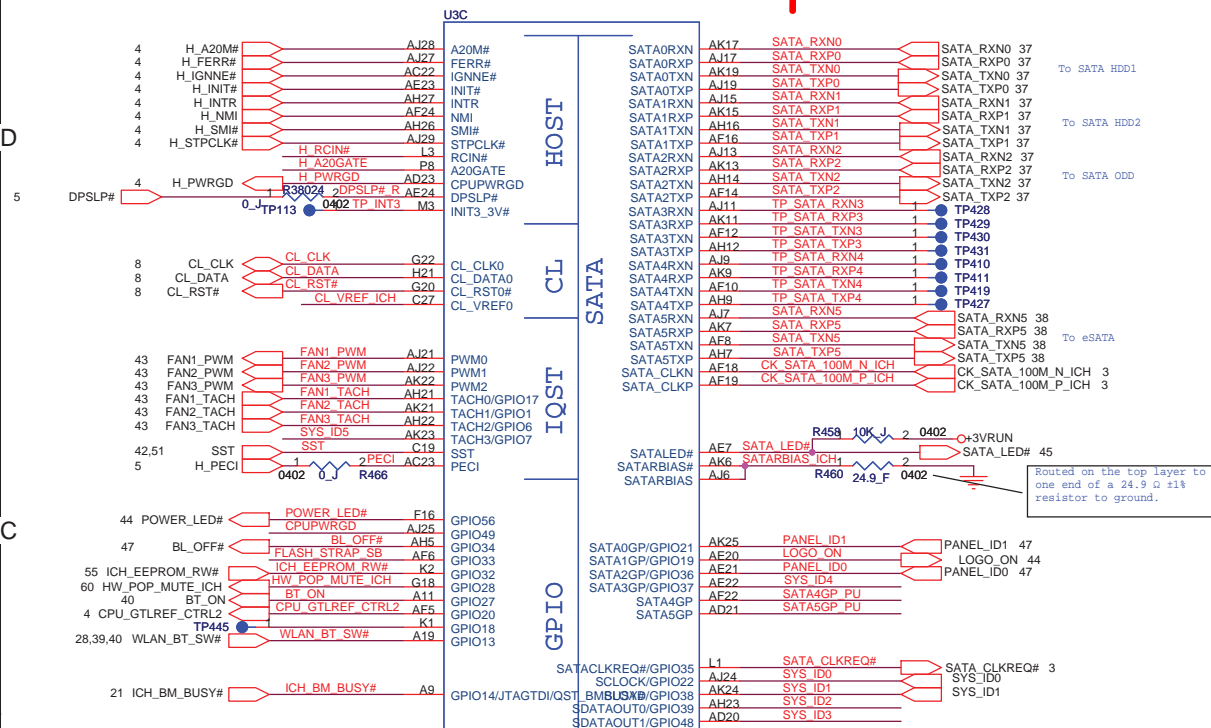 U3C
4 H_A20M# AJ28 A20M#
4 H_FERR# AJ27 FERR#
4 H_IGNNE# AC22 IGNNE#
4 H_INIT# AE23 INIT#
4 H_INTR AH27 INTR
4 H_NMI AF24 NMI
4 H_SMI# AH26 SMI#
4 H_STPCLK# AJ29 STPCLK#
H_RCIN# L3 RCIN#
H_A20GATE P8 A20GATE
4 H_PWRGD H_PWRGD AD23 CPUPWRGD
5 DPSLP# 1 R38024 2 DPSLP#_R AE24 DPSLP#
0_J 0402
TP113 TP_INT3 M3 INIT3_3V#
HOST
D
8 CL_CLK CL_CLK G22 CL_CLK0
8 CL_DATA CL_DATA H21 CL_DATA0
8 CL_RST# CL_RST# G20 CL_RST0#
CL_VREF_ICH C27 CL_VREF0
CL
SATA
43 FAN1_PWM FAN1_PWM AJ21 PWM0
43 FAN2_PWM FAN2_PWM AJ22 PWM1
43 FAN3_PWM FAN3_PWM AK22 PWM2
43 FAN1_TACH FAN1_TACH AH21 TACH0/GPIO17
43 FAN2_TACH FAN2_TACH AK21 TACH1/GPIO1
43 FAN3_TACH FAN3_TACH AH22 TACH2/GPIO6
SYS_ID5 AK23 TACH3/GPIO7
42,51 SST SST C19 SST
5 H_PECI 1 2 PECI AC23 PECI
0402 0_J R466
IQST
C
44 POWER_LED# POWER_LED# F16 GPIO56
CPUPWRGD AJ25 GPIO49
47 BL_OFF# BL_OFF# AH5 GPIO34
FLASH_STRAP_SB AF6 GPIO33
55 ICH_EEPROM_RW# ICH_EEPROM_RW# K2 GPIO32
60 HW_POP_MUTE_ICH HW_POP_MUTE_ICH G18 GPIO28
40 BT_ON BT_ON A11 GPIO27
4 CPU_GTLREF_CTRL2 CPU_GTLREF_CTRL2 AF5 GPIO20
TP445 1 K1 GPIO18
28,39,40 WLAN_BT_SW# WLAN_BT_SW# A19 GPIO13
GPIO
21 ICH_BM_BUSY# ICH_BM_BUSY# A9 GPIO14/JTAGTDI/QST_BMBUSY#
SATA0RXN AK17 SATA_RXN0 SATA_RXN0 37
SATA0RXP AJ17 SATA_RXP0 SATA_RXP0 37
SATA0TXN AK19 SATA_TXN0 SATA_TXN0 37
SATA0TXP AJ19 SATA_TXP0 SATA_TXP0 37
To SATA HDD1
SATA1RXN AJ15 SATA_RXN1 SATA_RXN1 37
SATA1RXP AK15 SATA_RXP1 SATA_RXP1 37
SATA1TXN AH16 SATA_TXN1 SATA_TXN1 37
SATA1TXP AF16 SATA_TXP1 SATA_TXP1 37
To SATA HDD2
SATA2RXN AJ13 SATA_RXN2 SATA_RXN2 37
SATA2RXP AK13 SATA_RXP2 SATA_RXP2 37
SATA2TXN AH14 SATA_TXN2 SATA_TXN2 37
SATA2TXP AF14 SATA_TXP2 SATA_TXP2 37
To SATA ODD
SATA3RXN AJ11 TP_SATA_RXN3 1 TP428
SATA3RXP AK11 TP_SATA_RXP3 1 TP429
SATA3TXN AF12 TP_SATA_TXN3 1 TP430
SATA3TXP AH12 TP_SATA_TXP3 1 TP431
SATA4RXN AJ9 TP_SATA_RXN4 1 TP410
SATA4RXP AK9 TP_SATA_RXP4 1 TP411
SATA4TXN AF10 TP_SATA_TXN4 1 TP419
SATA4TXP AH9 TP_SATA_TXP4 1 TP427
SATA5RXN AJ7 SATA_RXN5 SATA_RXN5 38
SATA5RXP AK7 SATA_RXP5 SATA_RXP5 38
SATA5TXN AF8 SATA_TXN5 SATA_TXN5 38
SATA5TXP AH7 SATA_TXP5 SATA_TXP5 38
To eSATA
SATA_CLKN AF18 CK_SATA_100M_N_ICH CK_SATA_100M_N_ICH 3
SATA_CLKP AF19 CK_SATA_100M_P_ICH CK_SATA_100M_P_ICH 3
R458 1 10K_J 2 0402 +3VRUN
SATALED# AE7 SATA_LED# SATA_LED# 45
SATARBIAS# AK6 SATARBIAS_ICH 1 2
SATARBIAS AJ6 R460 24.9_F 0402
Routed on the top layer to
one end of a 24.9 Ω ±1%
resistor to ground.
SATA0GP/GPIO21 AK25 PANEL_ID1 PANEL_ID1 47
SATA1GP/GPIO19 AE20 LOGO_ON LOGO_ON 44
SATA2GP/GPIO36 AE21 PANEL_ID0 PANEL_ID0 47
SATA3GP/GPIO37 AE22 SYS_ID4
SATA4GP AF22 SATA4GP_PU
SATA5GP AD21 SATA5GP_PU
SATACLKREQ#/GPIO35 L1 SATA_CLKREQ# SATA_CLKREQ# 3
SCLOCK/GPIO22 AJ24 SYS_ID0 SYS_ID0
SLOAD/GPIO38 AK24 SYS_ID1 SYS_ID1
SDATAOUT0/GPIO39 AH23 SYS_ID2
SDATAOUT1/GPIO48 AD20 SYS_ID3